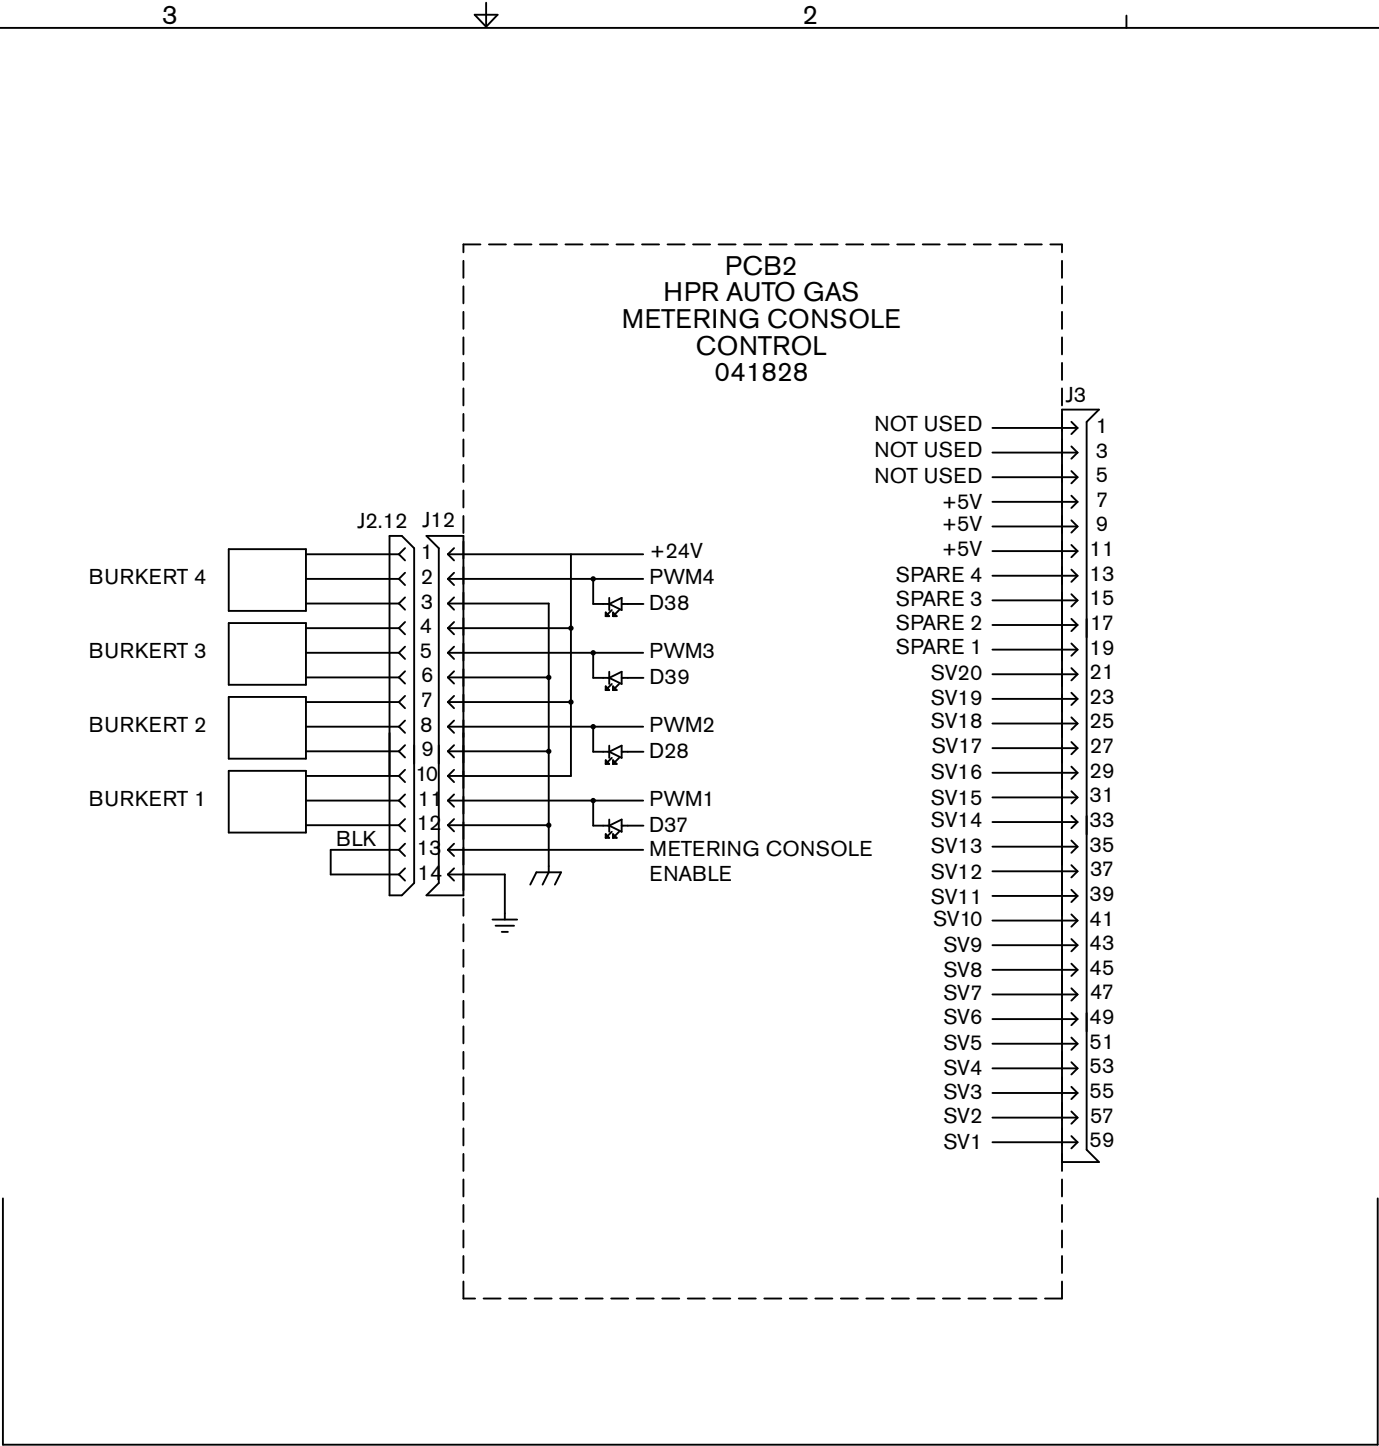 3 2
PCB2
HPR AUTO GAS
METERING CONSOLE
CONTROL
041828
J3
NOT USED 1
NOT USED 3
NOT USED 5
+5V 7
+5V 9
+5V 11
SPARE 4 13
SPARE 3 15
SPARE 2 17
SPARE 1 19
SV20 21
SV19 23
SV18 25
SV17 27
SV16 29
SV15 31
SV14 33
SV13 35
SV12 37
SV11 39
SV10 41
SV9 43
SV8 45
SV7 47
SV6 49
SV5 51
SV4 53
SV3 55
SV2 57
SV1 59
J2.12 J12
1 +24V
BURKERT 4 2 PWM4
3 D38
4
BURKERT 3 5 PWM3
6 D39
7
BURKERT 2 8 PWM2
9 D28
10
BURKERT 1 11 PWM1
12 D37
BLK 13 METERING CONSOLE
14 ENABLE